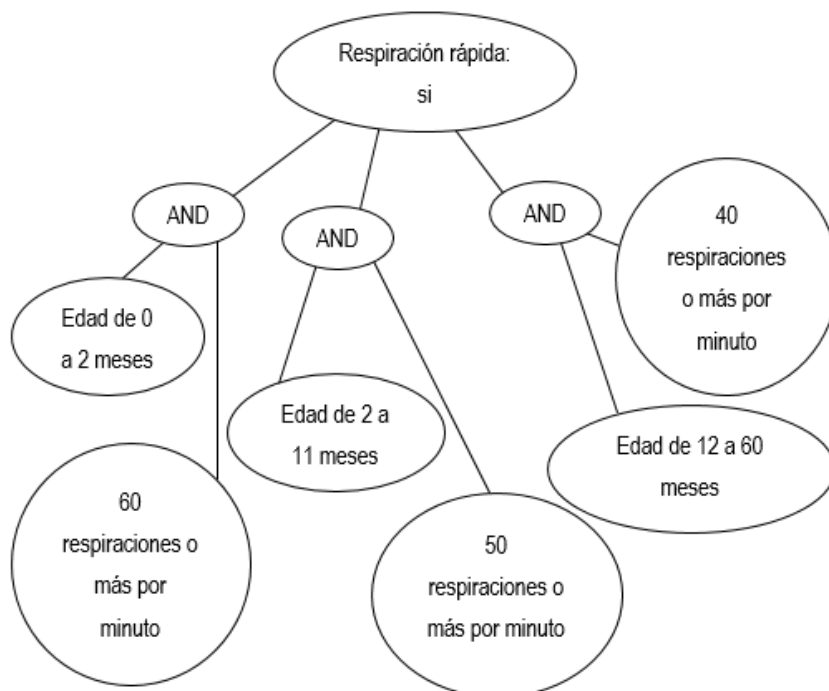 Respiración rápida:
si
AND
AND
AND
40
respiraciones
o más por
minuto
Edad de 0
a 2 meses
Edad de 2 a
11 meses
Edad de 12 a 60
meses
60
respiraciones o
más por
minuto
50
respiraciones o
más por minuto